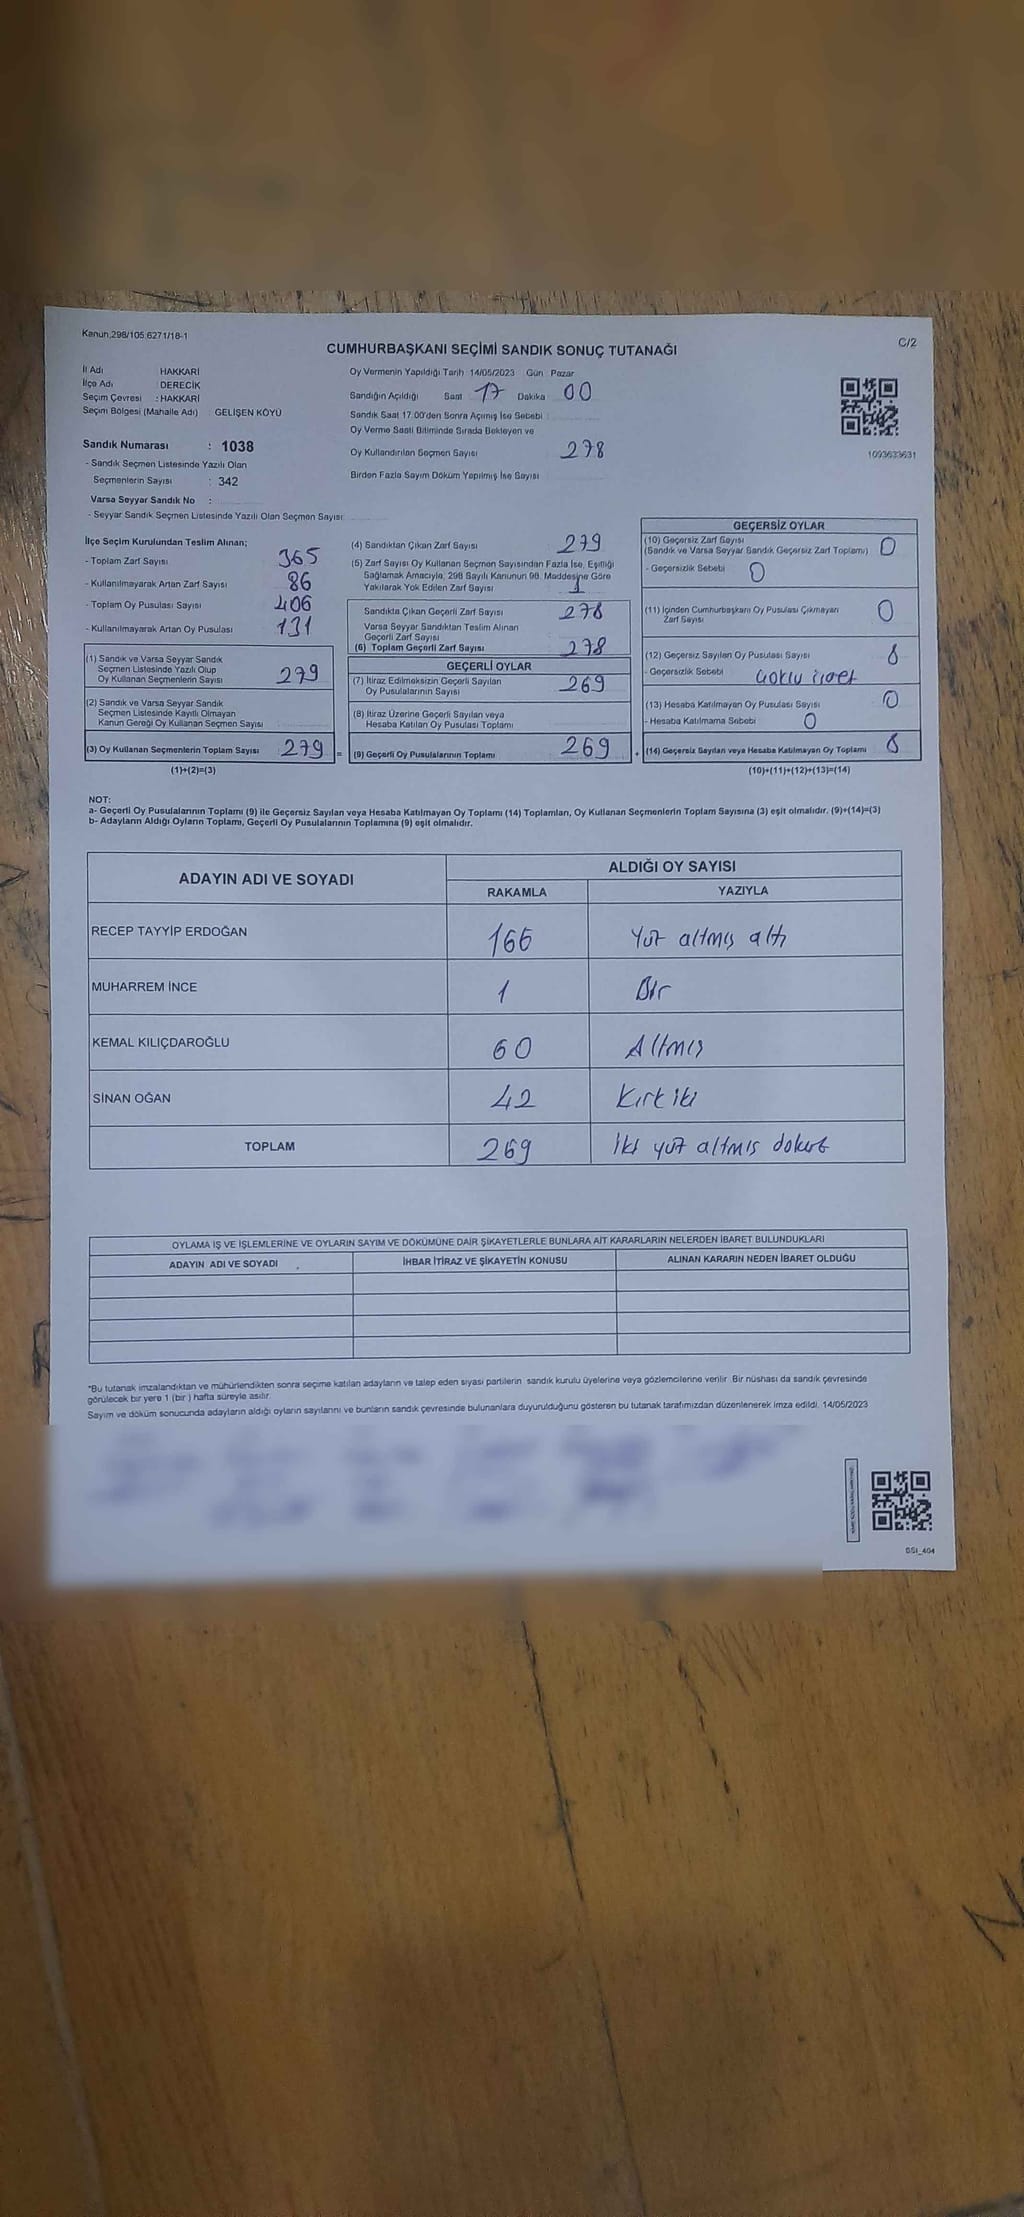 Kanun:298/105.6271/18-1
C/2
CUMHURBAŞKANI SEÇİMİ SANDIK SONUÇ TUTANAĞI
İl Adı HAKKARİ
İlçe Adı : DERECİK
Seçim Çevresi : HAKKARİ
Seçim Bölgesi (Mahalle Adı) GELİŞEN KÖYÜ
Sandık Numarası : 1038
- Sandık Seçmen Listesinde Yazılı Olan
Seçmenlerin Sayısı : 342
Varsa Seyyar Sandık No :
- Seyyar Sandık Seçmen Listesinde Yazılı Olan Seçmen Sayısı:
Oy Vermenin Yapıldığı Tarih 14/05/2023 Gün Pazar
Sandığın Açıldığı Saat 17 Dakika 00
Sandık Saat 17.00'den Sonra Açılmış İse Sebebi
Oy Verme Saati Bitiminde Sırada Bekleyen ve
Oy Kullandırılan Seçmen Sayısı 278
Birden Fazla Sayım Döküm Yapılmış İse Sayısı
1093633631
İlçe Seçim Kurulundan Teslim Alınan;
- Toplam Zarf Sayısı 365
- Kullanılmayarak Artan Zarf Sayısı 86
- Toplam Oy Pusulası Sayısı 406
- Kullanılmayarak Artan Oy Pusulası 131
(1) Sandık ve Varsa Seyyar Sandık
Seçmen Listesinde Yazılı Olup
Oy Kullanan Seçmenlerin Sayısı 279
(2) Sandık ve Varsa Seyyar Sandık
Seçmen Listesinde Kayıtlı Olmayan
Kanun Gereği Oy Kullanan Seçmen Sayısı
(3) Oy Kullanan Seçmenlerin Toplam Sayısı 279 =
(1)+(2)=(3)
(4) Sandıktan Çıkan Zarf Sayısı 279
(5) Zarf Sayısı Oy Kullanan Seçmen Sayısından Fazla İse, Eşitliği
Sağlamak Amacıyla, 298 Sayılı Kanunun 98. Maddesine Göre
Yakılarak Yok Edilen Zarf Sayısı 1
Sandıkta Çıkan Geçerli Zarf Sayısı 278
Varsa Seyyar Sandıktan Teslim Alınan
Geçerli Zarf Sayısı
(6) Toplam Geçerli Zarf Sayısı 278
GEÇERLİ OYLAR
(7) İtiraz Edilmeksizin Geçerli Sayılan
Oy Pusulalarının Sayısı 269
(8) İtiraz Üzerine Geçerli Sayılan veya
Hesaba Katılan Oy Pusulası Toplamı
(9) Geçerli Oy Pusulalarının Toplamı 269 +
GEÇERSİZ OYLAR
(10) Geçersiz Zarf Sayısı
(Sandık ve Varsa Seyyar Sandık Geçersiz Zarf Toplamı) 0
- Geçersizlik Sebebi 0
(11) İçinden Cumhurbaşkanı Oy Pusulası Çıkmayan
Zarf Sayısı 0
(12) Geçersiz Sayılan Oy Pusulası Sayısı 8
- Geçersizlik Sebebi Çoklu işaret
(13) Hesaba Katılmayan Oy Pusulası Sayısı 0
- Hesaba Katılmama Sebebi 0
(14) Geçersiz Sayılan veya Hesaba Katılmayan Oy Toplamı 8
(10)+(11)+(12)+(13)=(14)
NOT:
a- Geçerli Oy Pusulalarının Toplamı (9) ile Geçersiz Sayılan veya Hesaba Katılmayan Oy Toplamı (14) Toplamları, Oy Kullanan Seçmenlerin Toplam Sayısına (3) eşit olmalıdır. (9)+(14)=(3)
b- Adayların Aldığı Oyların Toplamı, Geçerli Oy Pusulalarının Toplamına (9) eşit olmalıdır.
ADAYIN ADI VE SOYADI ALDIĞI OY SAYISI
RAKAMLA YAZIYLA
RECEP TAYYİP ERDOĞAN 166 Yüz altmış altı
MUHARREM İNCE 1 Bir
KEMAL KILIÇDAROĞLU 60 Altmış
SİNAN OĞAN 42 Kırk iki
TOPLAM 269 İki yüz altmış dokuz
OYLAMA İŞ VE İŞLEMLERİNE VE OYLARIN SAYIM VE DÖKÜMÜNE DAİR ŞİKAYETLERLE BUNLARA AİT KARARLARIN NELERDEN İBARET BULUNDUKLARI
ADAYIN ADI VE SOYADI İHBAR İTİRAZ VE ŞİKAYETİN KONUSU ALINAN KARARIN NEDEN İBARET OLDUĞU
*Bu tutanak imzalandıktan ve mühürlendikten sonra seçime katılan adayların ve talep eden siyasi partilerin sandık kurulu üyelerine veya gözlemcilerine verilir. Bir nüshası da sandık çevresinde
görülecek bir yere 1 (bir ) hafta süreyle asılır.
Sayım ve döküm sonucunda adayların aldığı oyların sayılarını ve bunların sandık çevresinde bulunanlara duyurulduğunu gösteren bu tutanak tarafımızdan düzenlenerek imza edildi. 14/05/2023